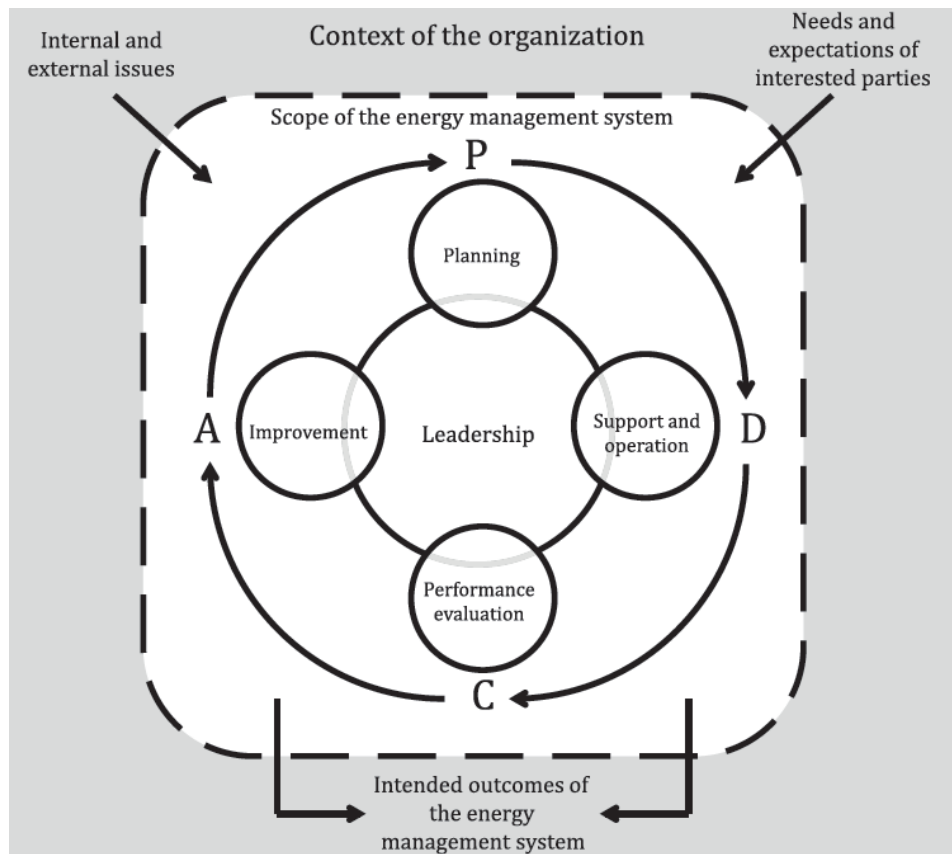 Internal and
external issues
Context of the organization
Needs and
expectations of
interested parties
Scope of the energy management system
P
Planning
A
Improvement
Leadership
Support and
operation
D
Performance
evaluation
C
Intended outcomes of
the energy
management system